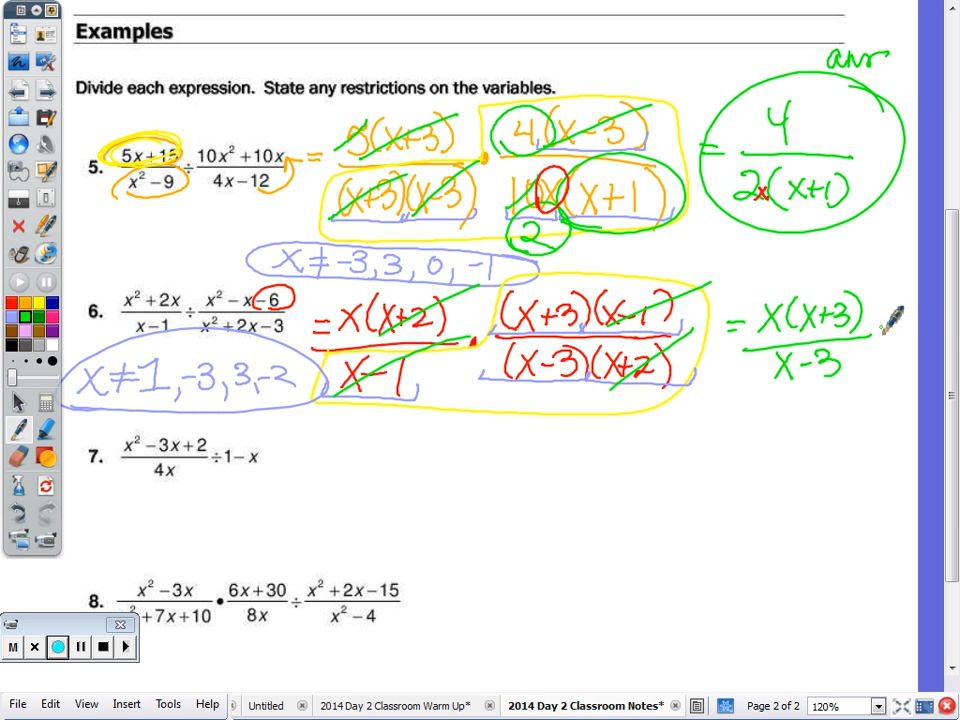 Examples
Divide each expression. State any restrictions on the variables.
ans
5. (5x+15)/(x² −9) ÷ (10x² +10x)/(4x −12) = 5(x+3)/(x+3)(x-3) · 4(x-3)/10x(x+1) = 4/2x(x+1)
2
x ≠ -3, 3, 0, -1
6. (x² +2x)/(x−1) ÷ (x² −x−6)/(x² +2x−3) = x(x+2)/x-1 · (x+3)(x-1)/(x-3)(x+2) = x(x+3)/x-3
x ≠ 1, -3, 3, -2
7. (x² −3x+2)/4x ÷ 1−x
8. (x² −3x)/(² +7x+10) • (6x+30)/8x ÷ (x² +2x−15)/(x² −4)
M
File Edit View Insert Tools Help
Untitled
2014 Day 2 Classroom Warm Up*
2014 Day 2 Classroom Notes*
Page 2 of 2
120%